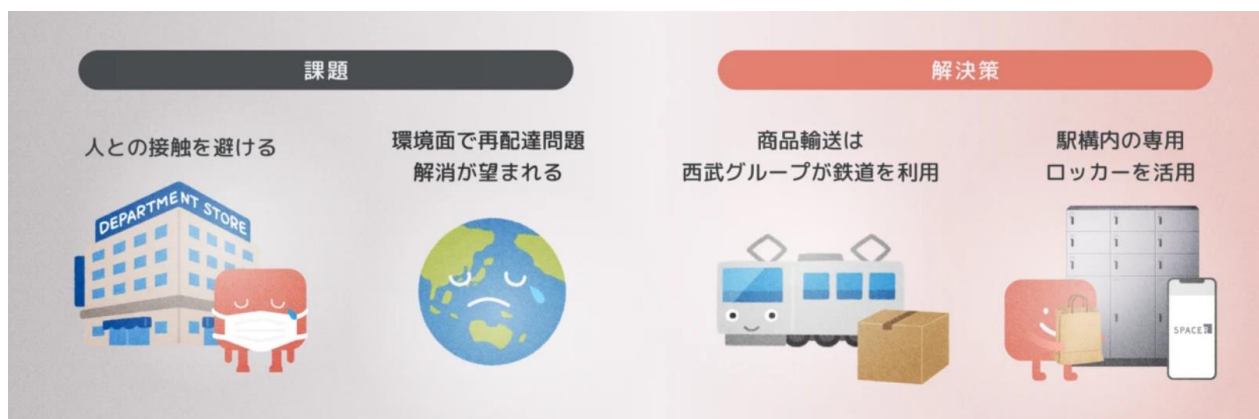 課題
人との接触を避ける
環境面で再配達問題
解消が望まれる
DEPARTMENT STORE
解決策
商品輸送は
西武グループが鉄道を利用
駅構内の専用
ロッカーを活用
SPACE